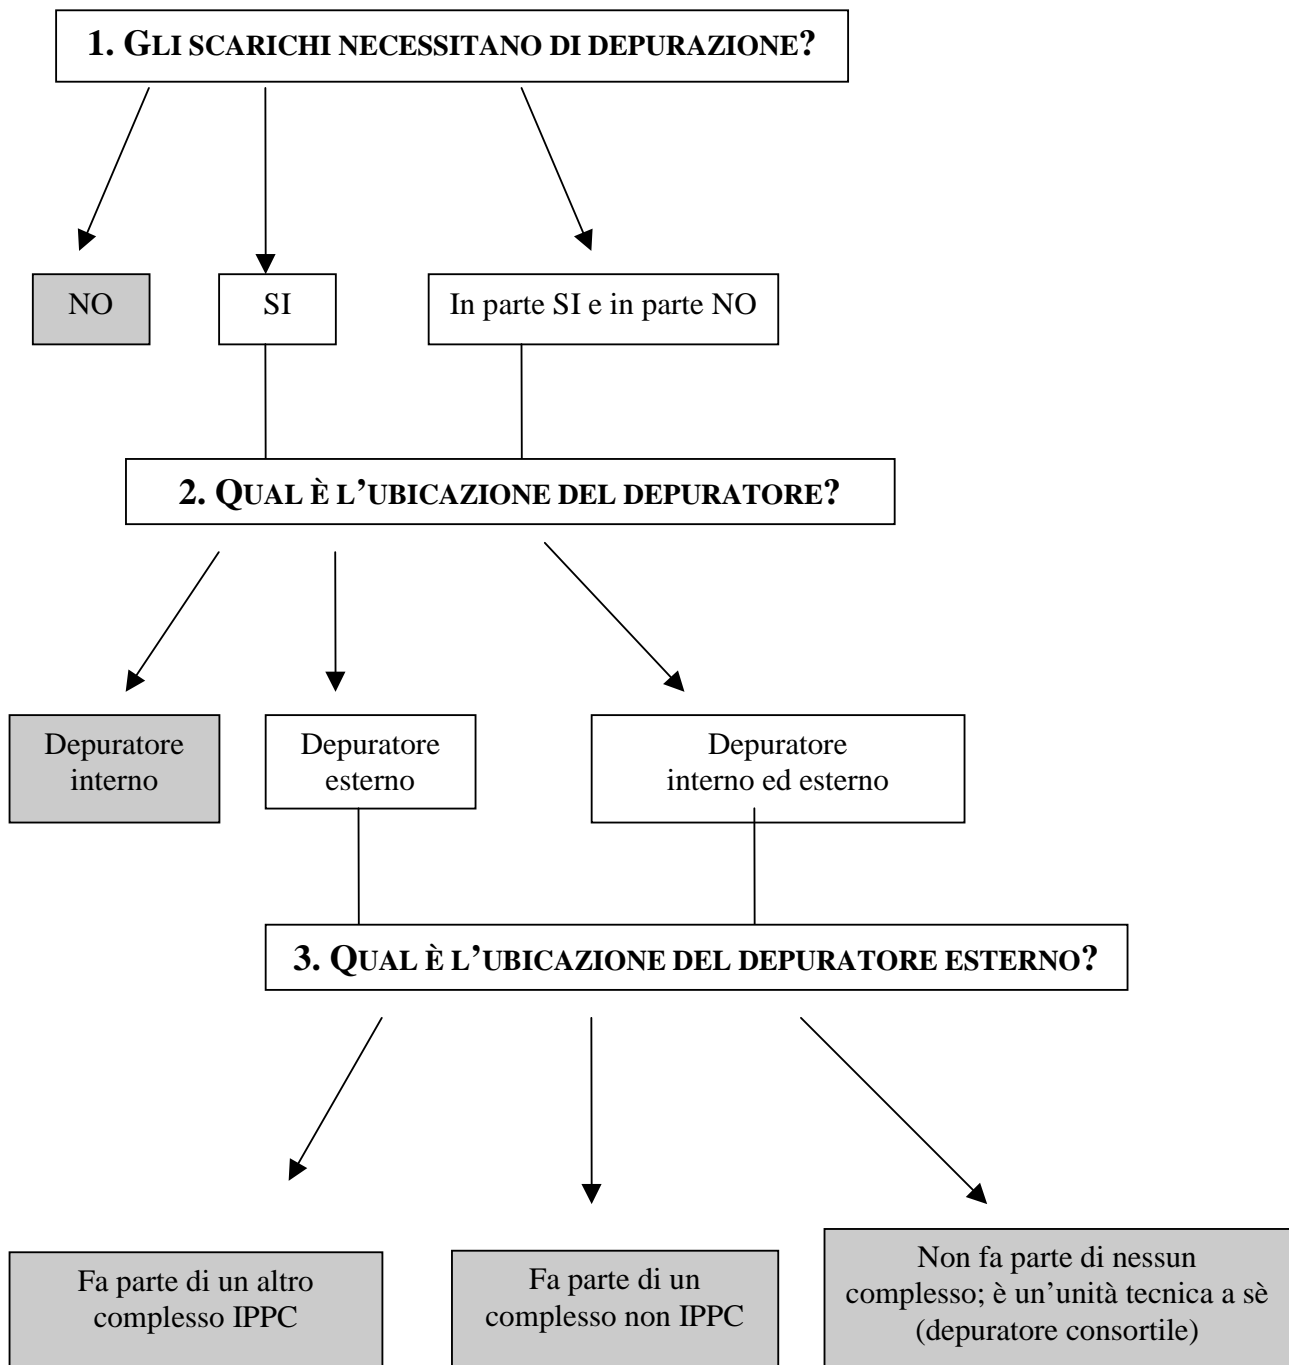 1. GLI SCARICHI NECESSITANO DI DEPURAZIONE?
NO
SI
In parte SI e in parte NO
2. QUAL È L’UBICAZIONE DEL DEPURATORE?
Depuratore
interno
Depuratore
esterno
Depuratore
interno ed esterno
3. QUAL È L’UBICAZIONE DEL DEPURATORE ESTERNO?
Fa parte di un altro
complesso IPPC
Fa parte di un
complesso non IPPC
Non fa parte di nessun
complesso; è un’unità tecnica a sè
(depuratore consortile)